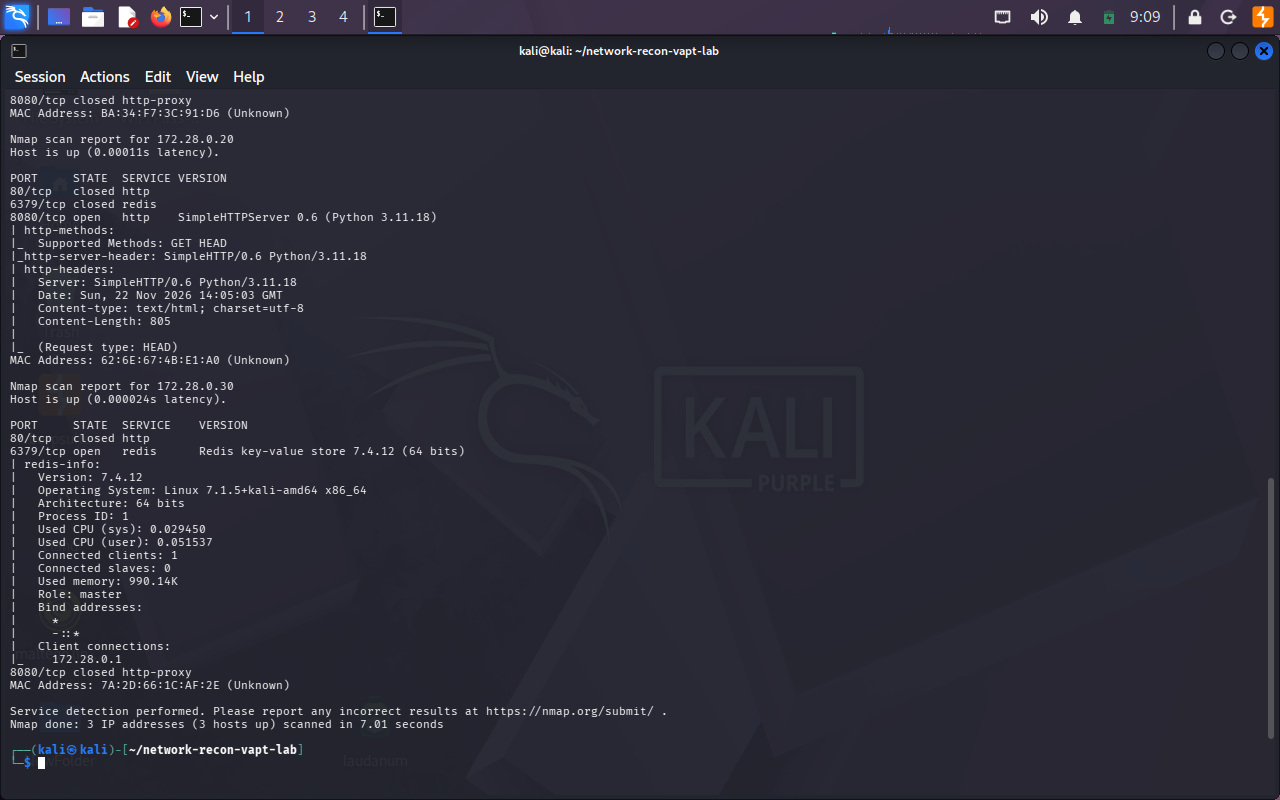 1 2 3 4 9:09
kali@kali: ~/network-recon-vapt-lab
Session Actions Edit View Help
8080/tcp closed http-proxy
MAC Address: BA:34:F7:3C:91:D6 (Unknown)
Nmap scan report for 172.28.0.20
Host is up (0.00011s latency).
PORT     STATE  SERVICE VERSION
80/tcp   closed http
6379/tcp closed redis
8080/tcp open   http    SimpleHTTPServer 0.6 (Python 3.11.18)
| http-methods:
|_  Supported Methods: GET HEAD
|_http-server-header: SimpleHTTP/0.6 Python/3.11.18
| http-headers:
|   Server: SimpleHTTP/0.6 Python/3.11.18
|   Date: Sun, 22 Nov 2026 14:05:03 GMT
|   Content-type: text/html; charset=utf-8
|   Content-Length: 805
|
|_  (Request type: HEAD)
MAC Address: 62:6E:67:4B:E1:A0 (Unknown)
Nmap scan report for 172.28.0.30
Host is up (0.000024s latency).
PORT     STATE  SERVICE    VERSION
80/tcp   closed http
6379/tcp open   redis      Redis key-value store 7.4.12 (64 bits)
| redis-info:
|   Version: 7.4.12
|   Operating System: Linux 7.1.5+kali-amd64 x86_64
|   Architecture: 64 bits
|   Process ID: 1
|   Used CPU (sys): 0.029450
|   Used CPU (user): 0.051537
|   Connected clients: 1
|   Connected slaves: 0
|   Used memory: 990.14K
|   Role: master
|   Bind addresses:
|     *
|     -::*
|   Client connections:
|_    172.28.0.1
8080/tcp closed http-proxy
MAC Address: 7A:2D:66:1C:AF:2E (Unknown)
Service detection performed. Please report any incorrect results at https://nmap.org/submit/ .
Nmap done: 3 IP addresses (3 hosts up) scanned in 7.01 seconds
┌──(kali㉿kali)-[~/network-recon-vapt-lab]
└─$
KALI
PURPLE
laudanum